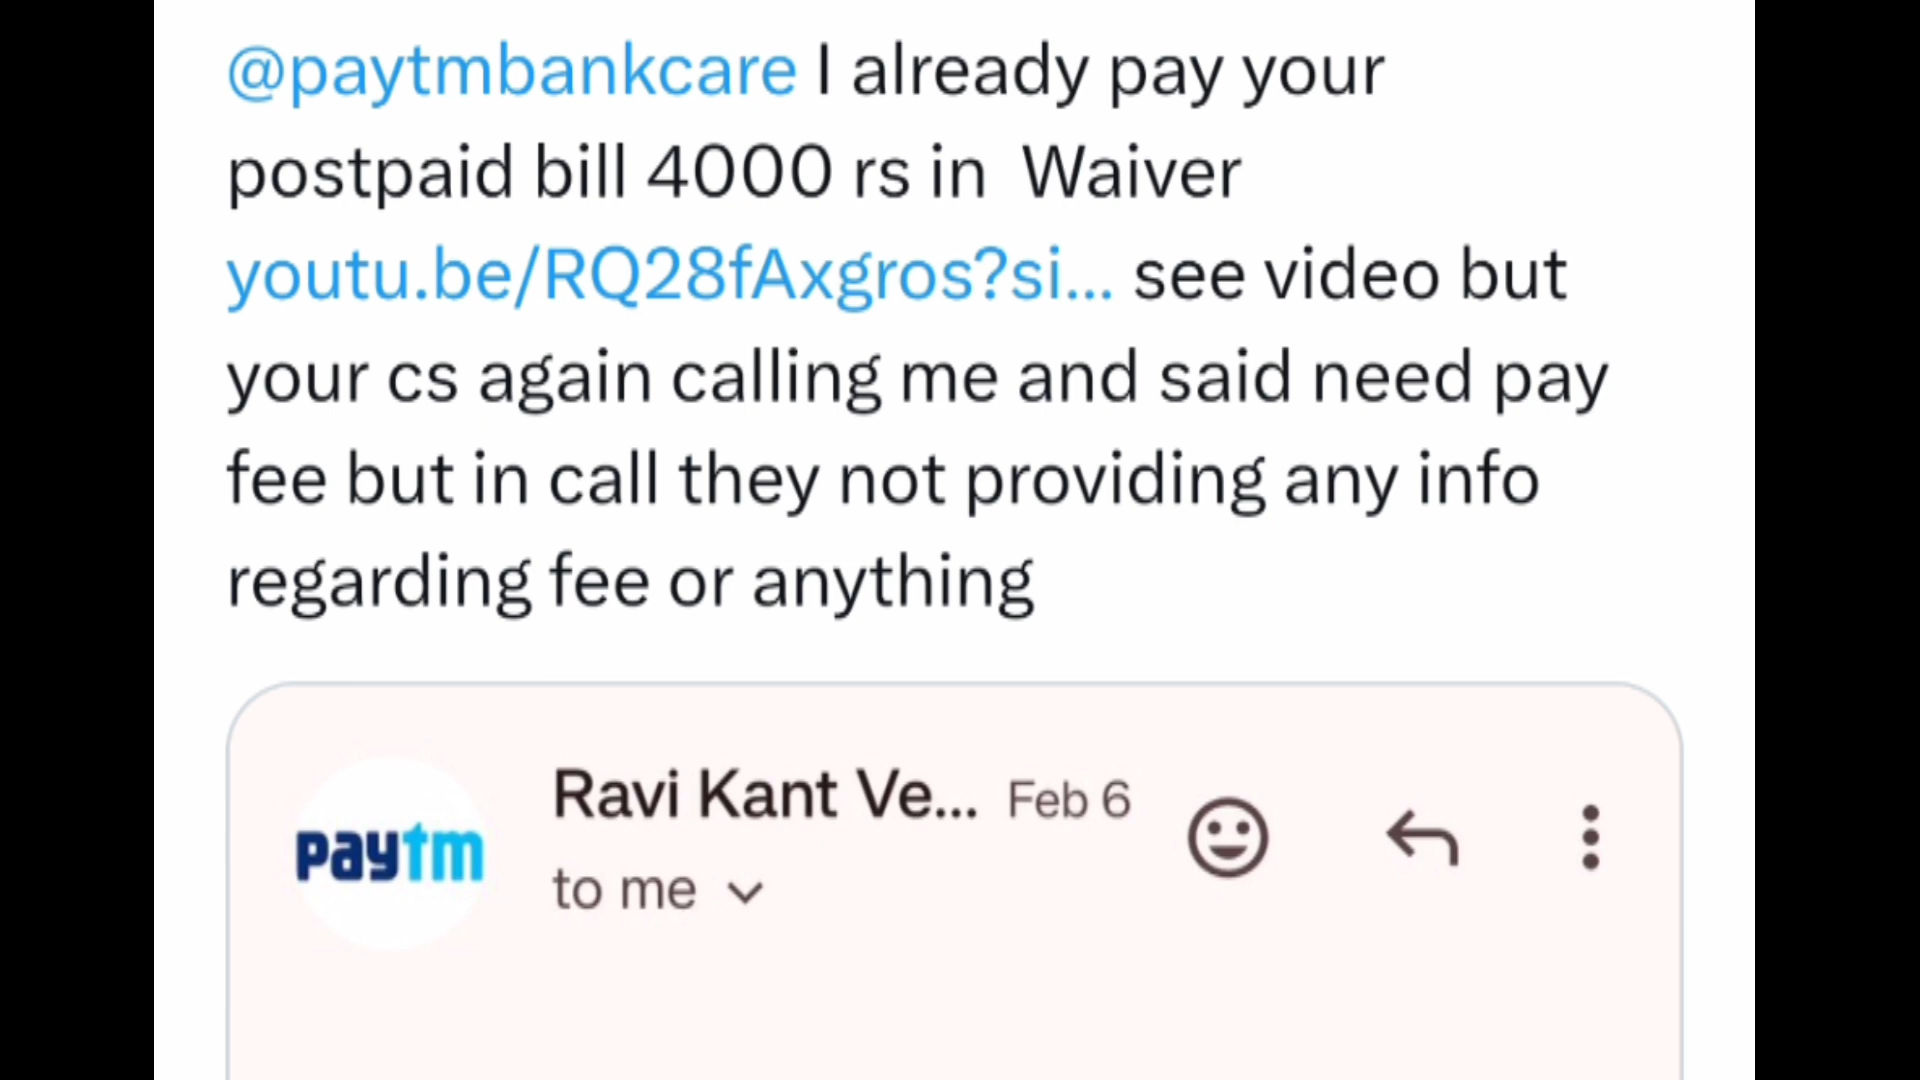 @paytmbankcare I already pay your
postpaid bill 4000 rs in  Waiver
youtu.be/RQ28fAxgros?si... see video but
your cs again calling me and said need pay
fee but in call they not providing any info
regarding fee or anything
Ravi Kant Ve... Feb 6
paytm
to me